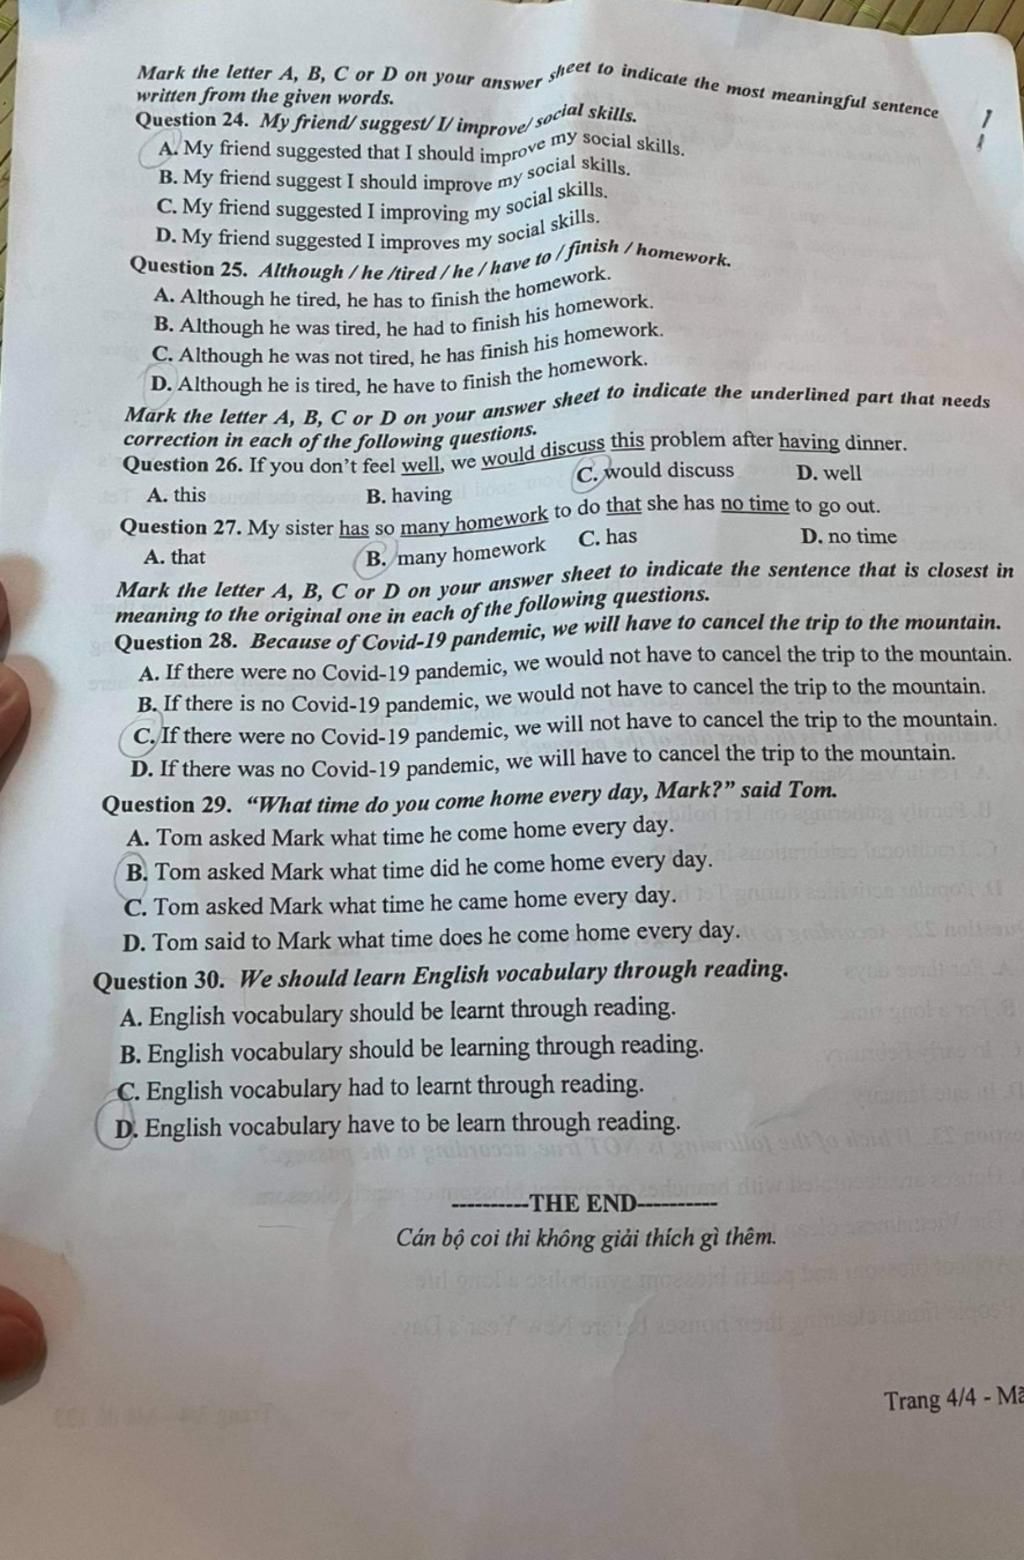 Mark the letter A, B, C or D on your answer sheet to indicate the most meaningful sentence
written from the given words.
Question 24. My friend/ suggest/ I/ improve/ social skills.
A. My friend suggested that I should improve my social skills.
B. My friend suggest I should improve my social skills.
C. My friend suggested I improving my social skills.
D. My friend suggested I improves my social skills.
Question 25. Although / he /tired / he / have to / finish / homework.
A. Although he tired, he has to finish the homework.
B. Although he was tired, he had to finish his homework.
C. Although he was not tired, he has finish his homework.
D. Although he is tired, he have to finish the homework.
Mark the letter A, B, C or D on your answer sheet to indicate the underlined part that needs
correction in each of the following questions.
Question 26. If you don't feel well, we would discuss this problem after having dinner.
A. this B. having C. would discuss D. well
Question 27. My sister has so many homework to do that she has no time to go out.
A. that B. many homework C. has D. no time
Mark the letter A, B, C or D on your answer sheet to indicate the sentence that is closest in
meaning to the original one in each of the following questions.
Question 28. Because of Covid-19 pandemic, we will have to cancel the trip to the mountain.
A. If there were no Covid-19 pandemic, we would not have to cancel the trip to the mountain.
B. If there is no Covid-19 pandemic, we would not have to cancel the trip to the mountain.
C. If there were no Covid-19 pandemic, we will not have to cancel the trip to the mountain.
D. If there was no Covid-19 pandemic, we will have to cancel the trip to the mountain.
Question 29. “What time do you come home every day, Mark?” said Tom.
A. Tom asked Mark what time he come home every day.
B. Tom asked Mark what time did he come home every day.
C. Tom asked Mark what time he came home every day.
D. Tom said to Mark what time does he come home every day.
Question 30. We should learn English vocabulary through reading.
A. English vocabulary should be learnt through reading.
B. English vocabulary should be learning through reading.
C. English vocabulary had to learnt through reading.
D. English vocabulary have to be learn through reading.
----------THE END----------
Cán bộ coi thi không giải thích gì thêm.
Trang 4/4 - Mã